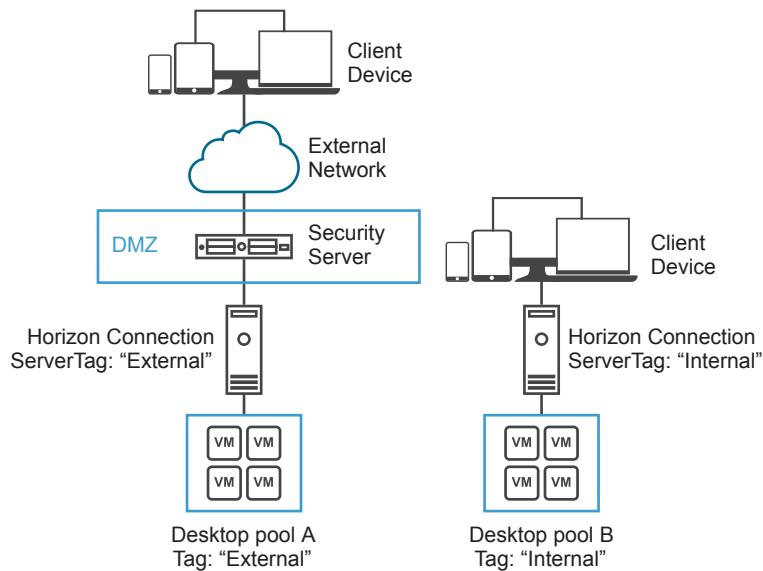 Client
Device
External
Network
DMZ
Security
Server
Client
Device
Horizon Connection
ServerTag: “External”
Horizon Connection
ServerTag: “Internal”
VM VM
VM VM
VM VM
VM VM
Desktop pool A
Tag: “External”
Desktop pool B
Tag: “Internal”